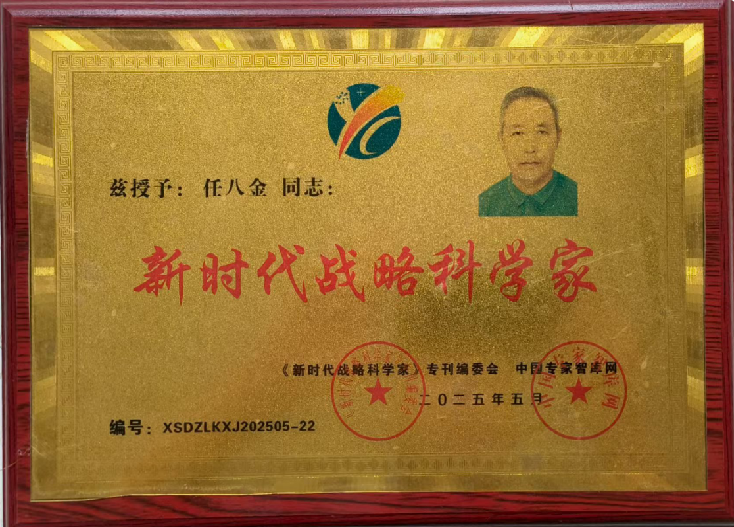 兹授予：任八金 同志：
新时代战略科学家
《新时代战略科学家》专刊编委会 中国专家智库网
二〇二五年五月
编号：XSDZLKXJ202505-22